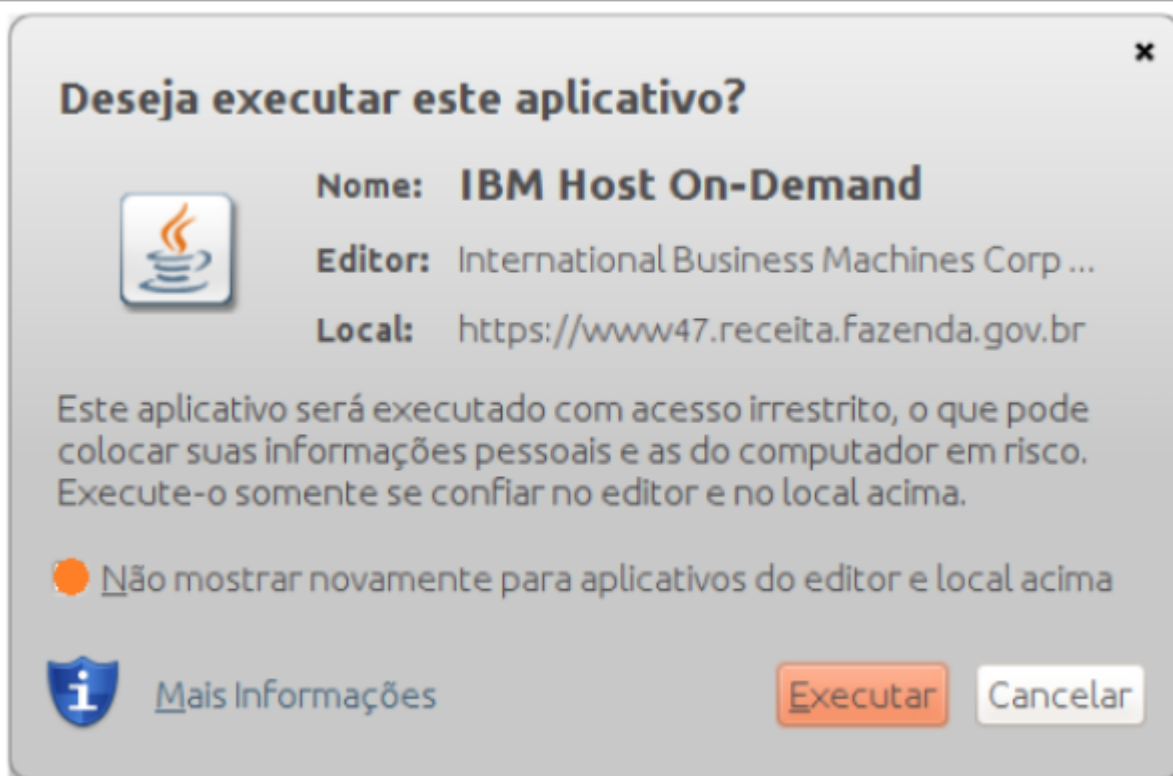 Deseja executar este aplicativo?
Nome: IBM Host On-Demand
Editor: International Business Machines Corp ...
Local: https://www47.receita.fazenda.gov.br
Este aplicativo será executado com acesso irrestrito, o que pode
colocar suas informações pessoais e as do computador em risco.
Execute-o somente se confiar no editor e no local acima.
Não mostrar novamente para aplicativos do editor e local acima
Mais Informações
Executar
Cancelar